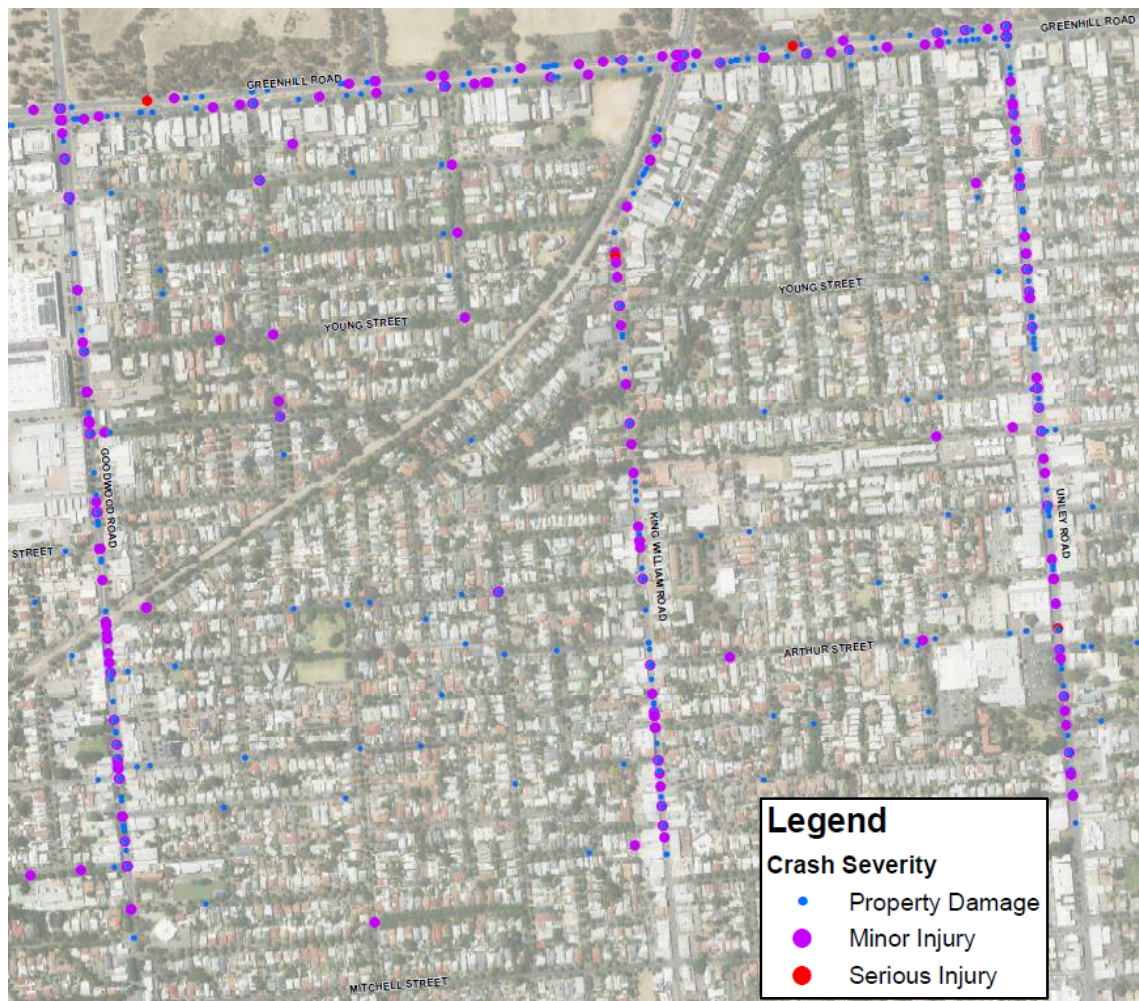 GREENHILL ROAD
GREENHILL ROAD
YOUNG STREET
YOUNG STREET
GOODWOOD ROAD
UNLEY ROAD
KING WILLIAM ROAD
STREET
ARTHUR STREET
MITCHELL STREET
Legend
Crash Severity
Property Damage
Minor Injury
Serious Injury